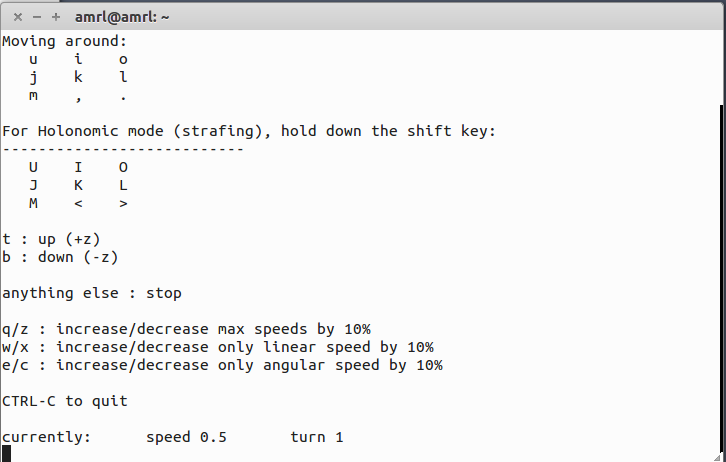 amrl@amrl: ~
Moving around:
   u    i    o
   j    k    l
   m    ,    .

For Holonomic mode (strafing), hold down the shift key:
---------------------------
   U    I    O
   J    K    L
   M    <    >

t : up (+z)
b : down (-z)

anything else : stop

q/z : increase/decrease max speeds by 10%
w/x : increase/decrease only linear speed by 10%
e/c : increase/decrease only angular speed by 10%

CTRL-C to quit

currently:      speed 0.5       turn 1